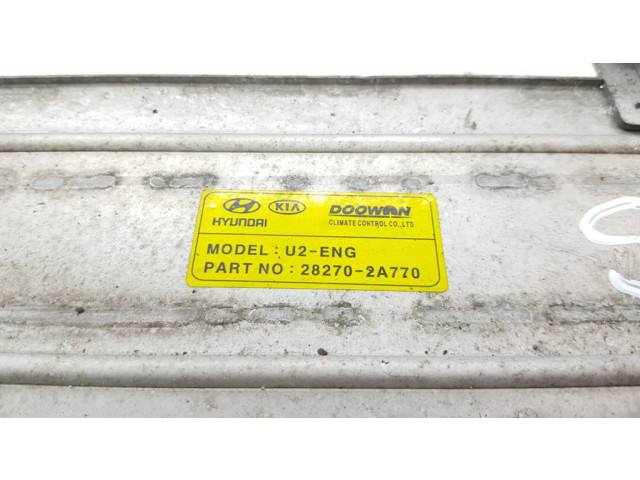 KIA DOOWON
HYUNDAI CLIMATE CONTROL CO., LTD
MODEL : U2-ENG
PART NO : 28270-2A770